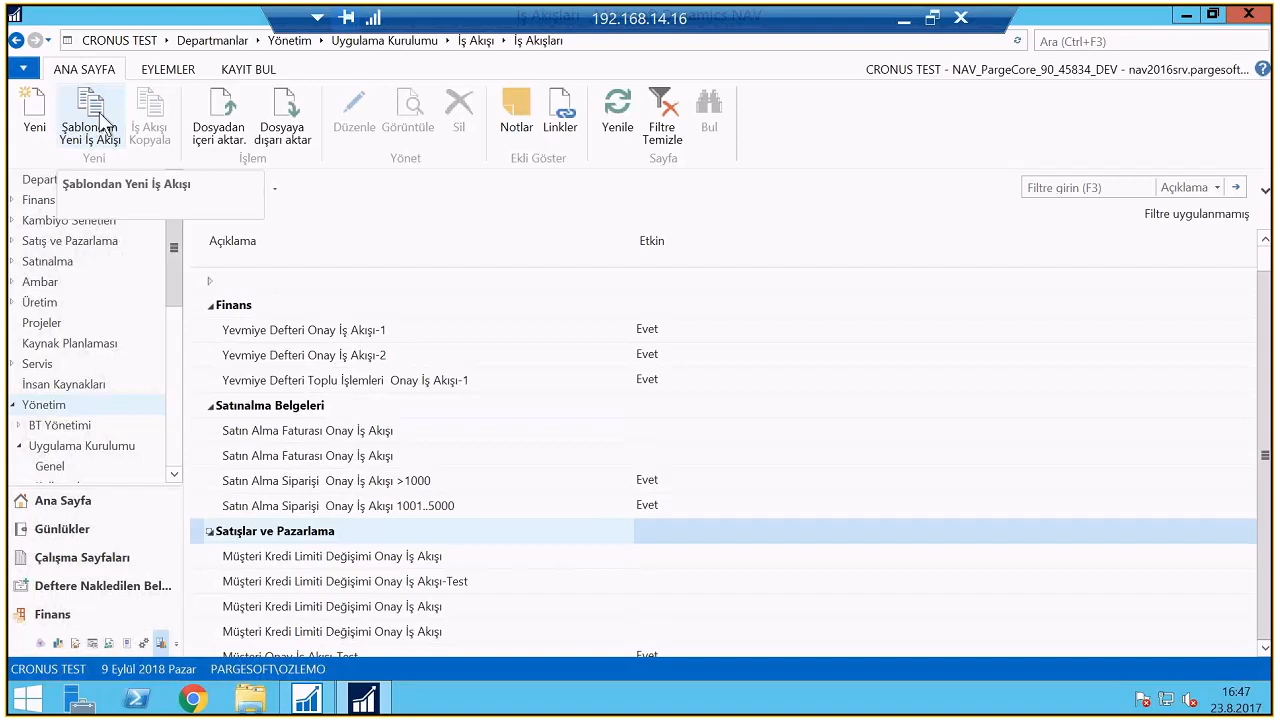 192.168.14.16
CRONUS TEST
Departmanlar
Yönetim
Uygulama Kurulumu
İş Akışı
İş Akışları
Ara (Ctrl+F3)
ANA SAYFA
EYLEMLER
KAYIT BUL
CRONUS TEST - NAV_PargeCore_90_45834_DEV - nav2016srv.pargesoft...
Yeni
Şablondan
Yeni İş Akışı
İş Akışı
Kopyala
Dosyadan
içeri aktar.
Dosyaya
dışarı aktar
Düzenle
Görüntüle
Sil
Notlar
Linkler
Yenile
Filtre
Temizle
Bul
Yeni
İşlem
Yönet
Ekli Göster
Sayfa
Şablondan Yeni İş Akışı
Filtre girin (F3)
Açıklama
Filtre uygulanmamış
Depart
Finans
Kambiyo Senetleri
Satış ve Pazarlama
Satınalma
Ambar
Üretim
Projeler
Kaynak Planlaması
Servis
İnsan Kaynakları
Yönetim
BT Yönetimi
Uygulama Kurulumu
Genel
Ana Sayfa
Günlükler
Çalışma Sayfaları
Deftere Nakledilen Bel...
Finans
Açıklama
Etkin
Finans
Yevmiye Defteri Onay İş Akışı-1
Evet
Yevmiye Defteri Onay İş Akışı-2
Evet
Yevmiye Defteri Toplu İşlemleri Onay İş Akışı-1
Evet
Satınalma Belgeleri
Satın Alma Faturası Onay İş Akışı
Satın Alma Faturası Onay İş Akışı
Satın Alma Siparişi Onay İş Akışı >1000
Evet
Satın Alma Siparişi Onay İş Akışı 1001..5000
Evet
Satışlar ve Pazarlama
Müşteri Kredi Limiti Değişimi Onay İş Akışı
Müşteri Kredi Limiti Değişimi Onay İş Akışı-Test
Müşteri Kredi Limiti Değişimi Onay İş Akışı
Müşteri Kredi Limiti Değişimi Onay İş Akışı
Müşteri Onay İş Akışı-Test
Evet
CRONUS TEST
9 Eylül 2018 Pazar
PARGESOFT\OZLEMO
16:47
23.8.2017